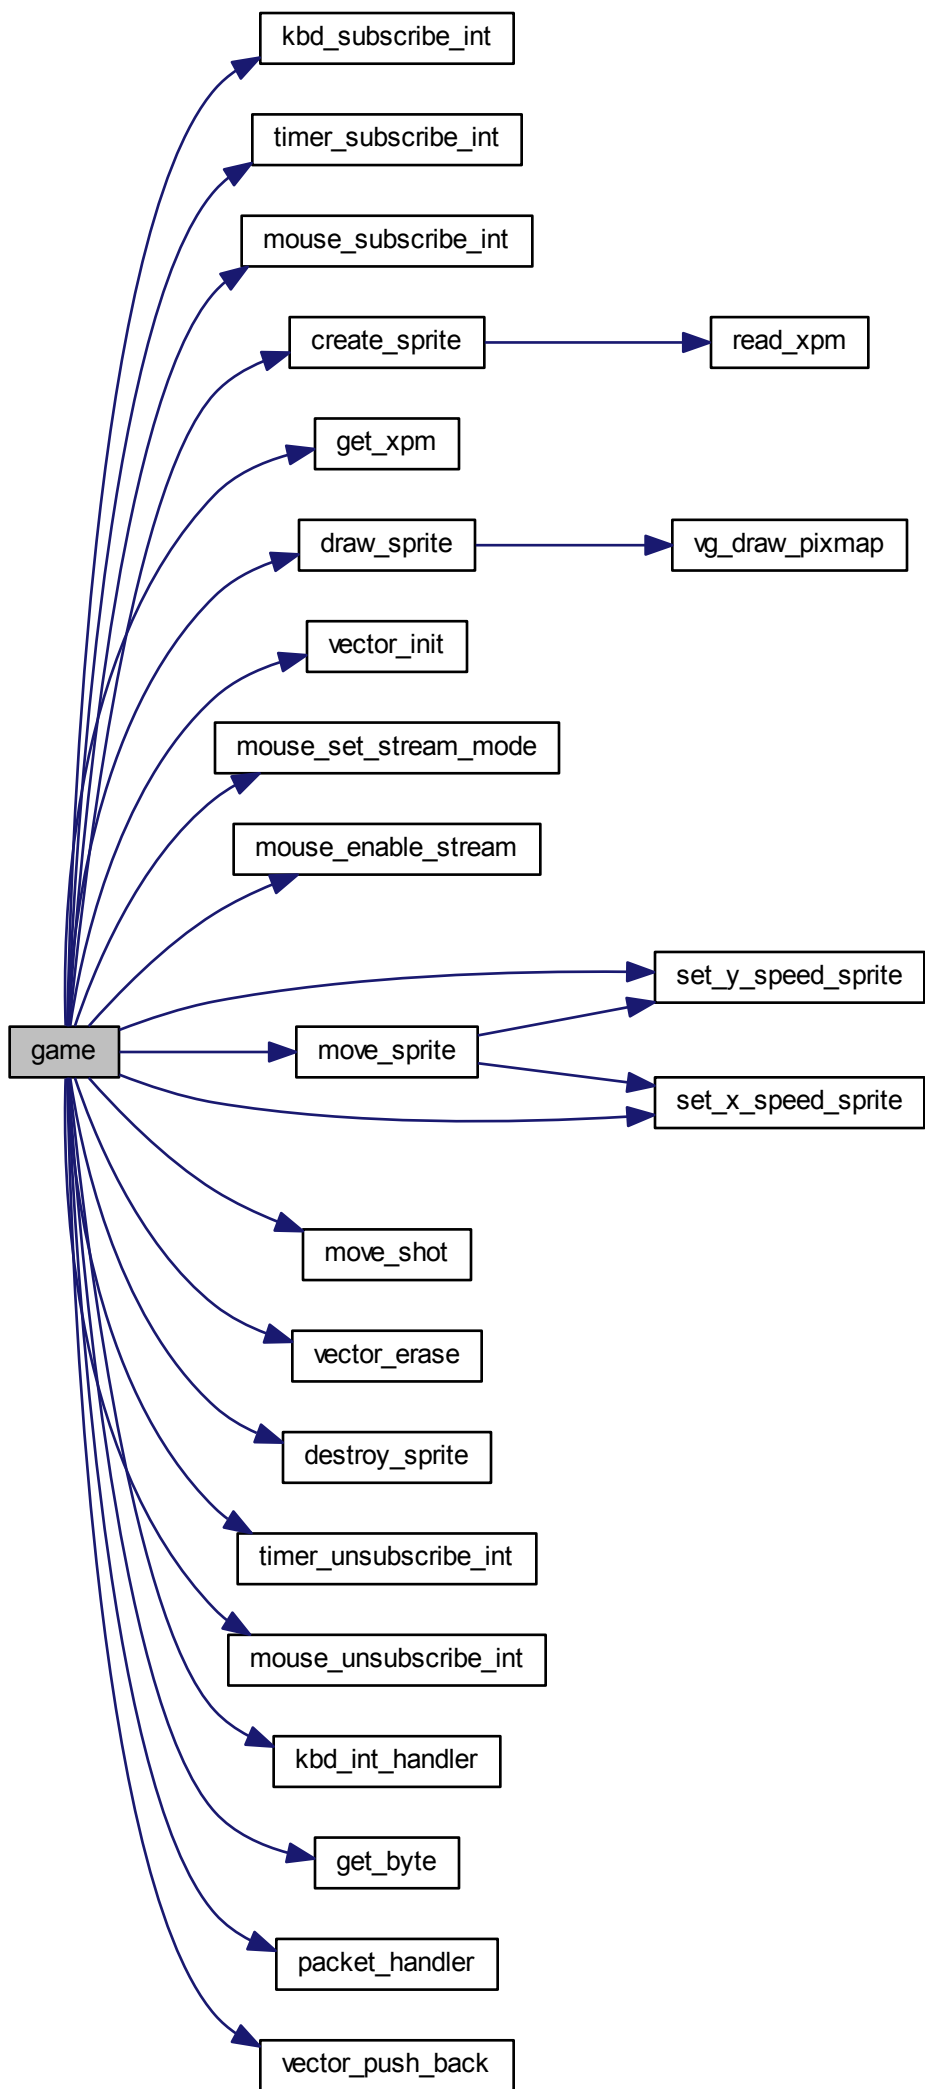 kbd_subscribe_int
timer_subscribe_int
mouse_subscribe_int
create_sprite
read_xpm
get_xpm
draw_sprite
vg_draw_pixmap
vector_init
mouse_set_stream_mode
mouse_enable_stream
set_y_speed_sprite
game
move_sprite
set_x_speed_sprite
move_shot
vector_erase
destroy_sprite
timer_unsubscribe_int
mouse_unsubscribe_int
kbd_int_handler
get_byte
packet_handler
vector_push_back